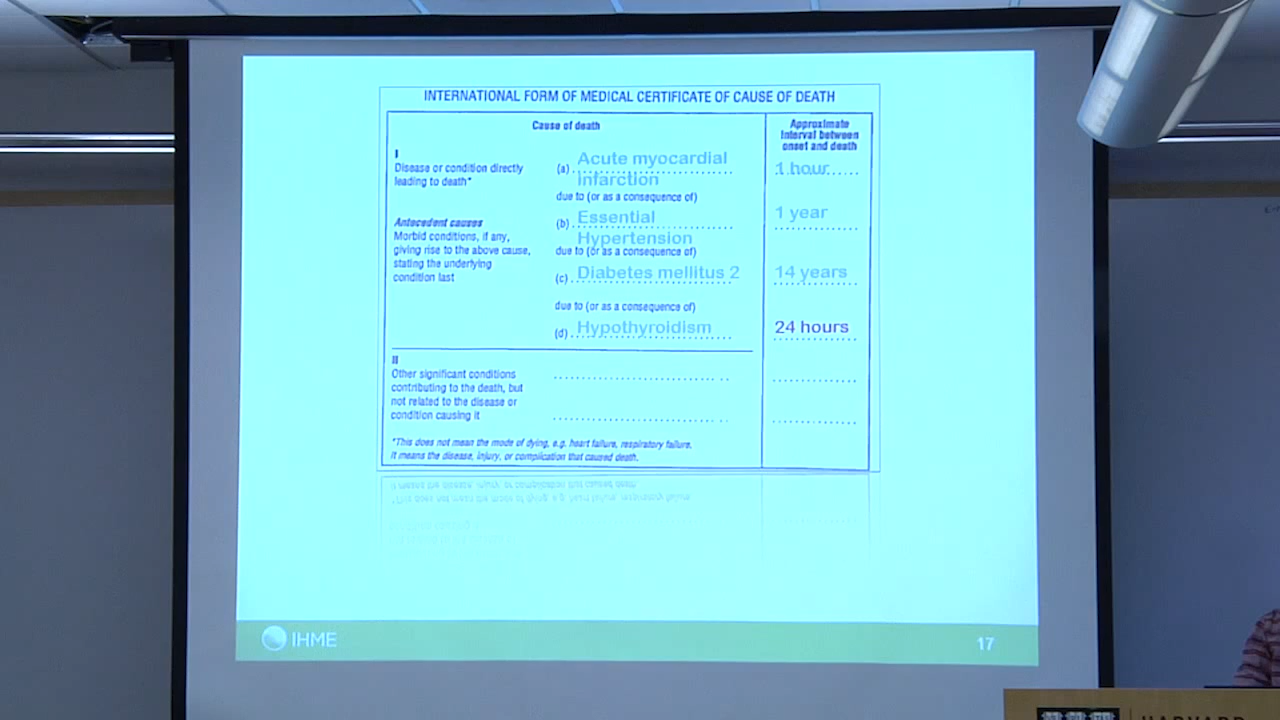 INTERNATIONAL FORM OF MEDICAL CERTIFICATE OF CAUSE OF DEATH
Cause of death
Approximate
interval between
onset and death
I
Disease or condition directly
leading to death*
(a) Acute myocardial
infarction
1 hour
due to (or as a consequence of)
Antecedent causes
Morbid conditions, if any,
giving rise to the above cause,
stating the underlying
condition last
(b) Essential
Hypertension
1 year
due to (or as a consequence of)
(c) Diabetes mellitus 2
14 years
due to (or as a consequence of)
(d) Hypothyroidism
24 hours
II
Other significant conditions
contributing to the death, but
not related to the disease or
condition causing it
*This does not mean the mode of dying, e.g. heart failure, respiratory failure.
It means the disease, injury, or complication that caused death.
IHME
17
HARVARD